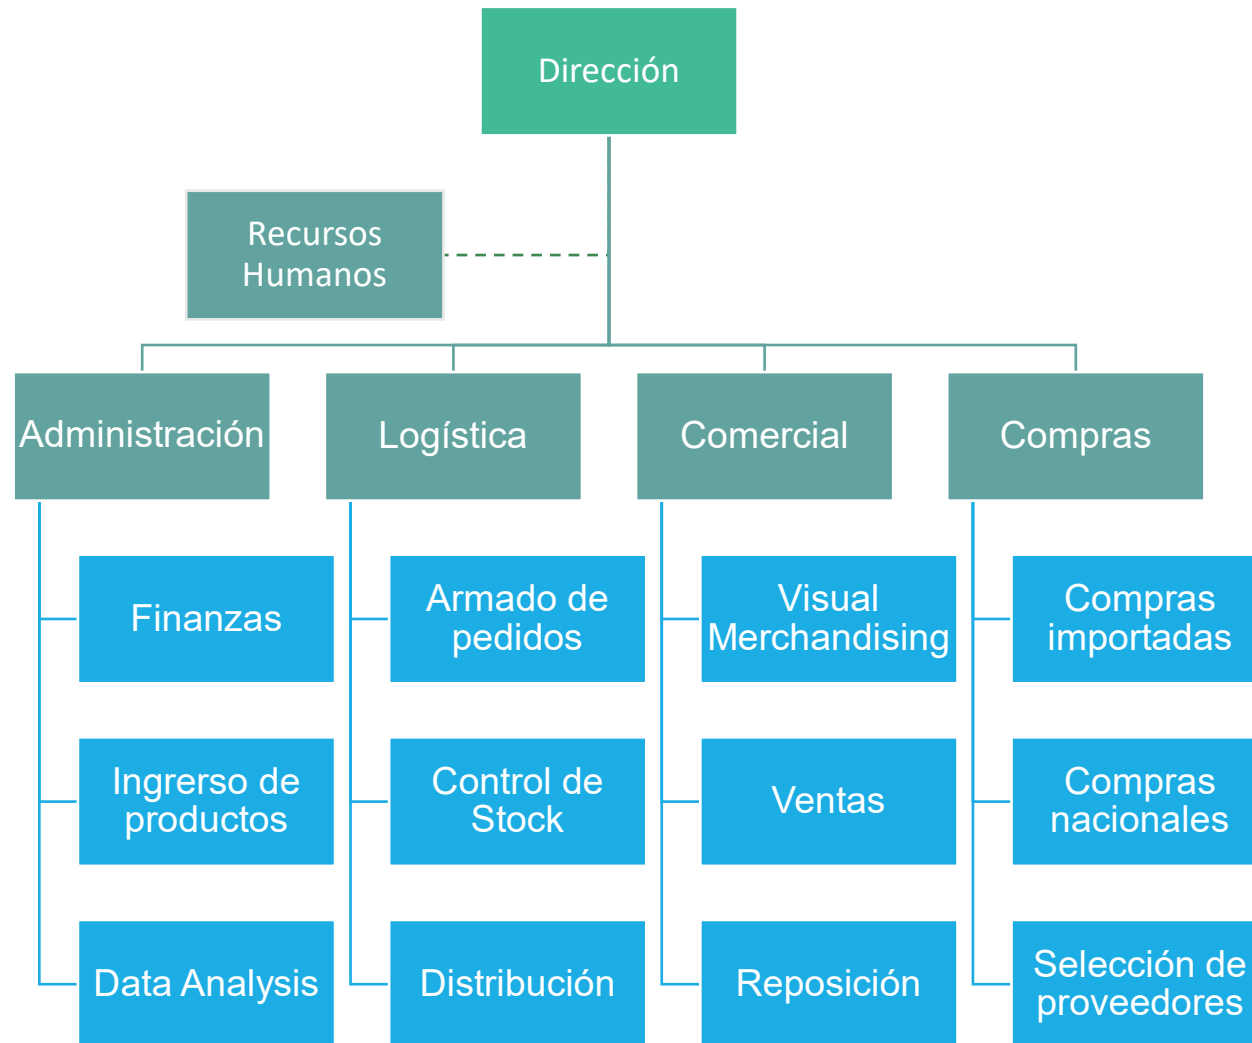 Dirección
Recursos
Humanos
Administración
Logística
Comercial
Compras
Finanzas
Armado de
pedidos
Visual
Merchandising
Compras
importadas
Ingrerso de
productos
Control de
Stock
Ventas
Compras
nacionales
Data Analysis
Distribución
Reposición
Selección de
proveedores